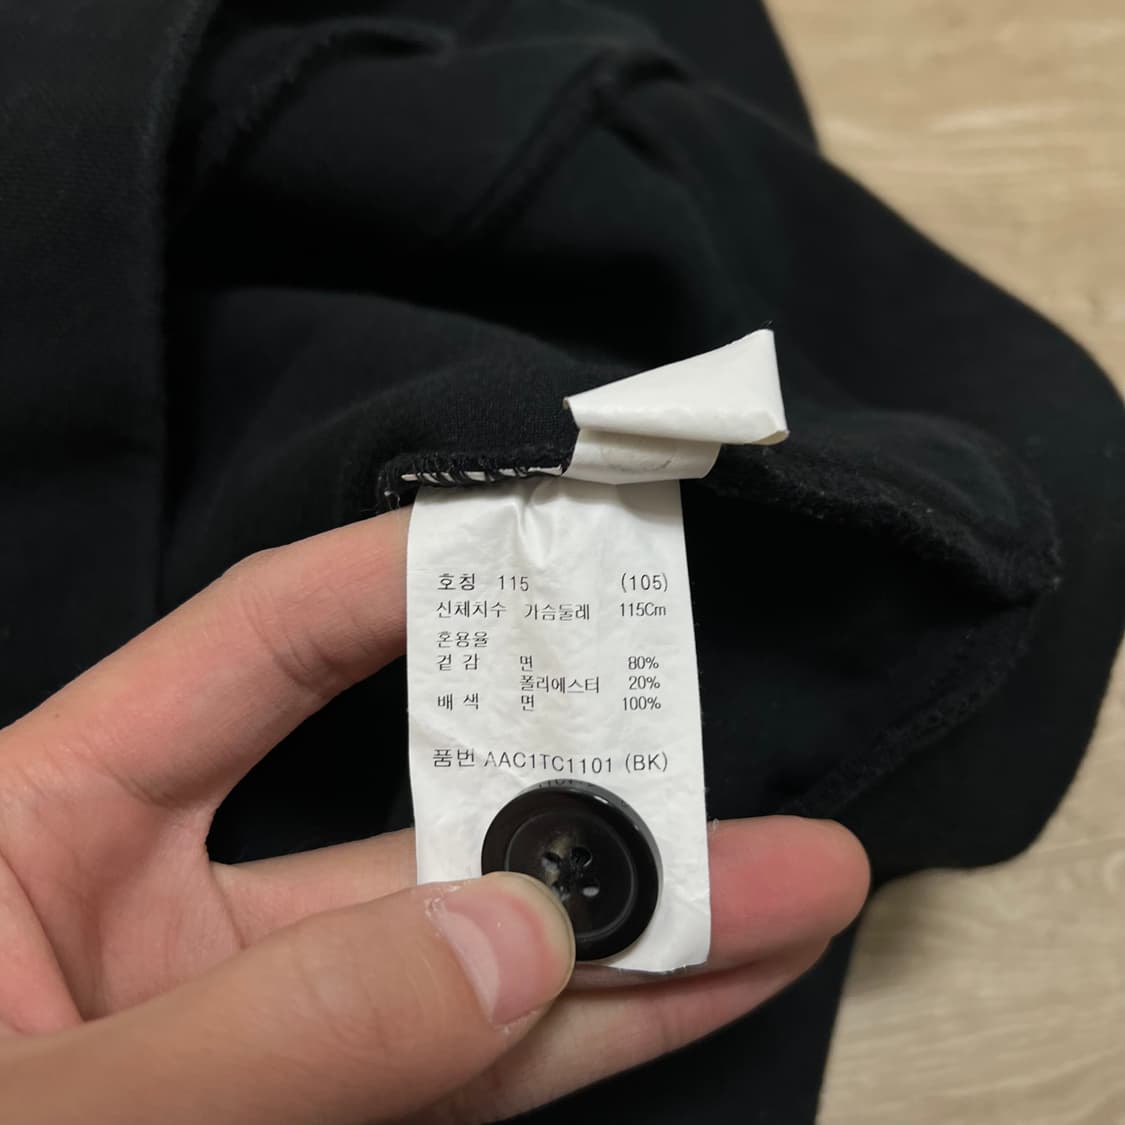 호칭 115 (105)
신체치수 가슴둘레 115Cm
혼용율
겉 감 면 80%
폴리에스터 20%
배 색 면 100%
품번 AAC1TC1101 (BK)